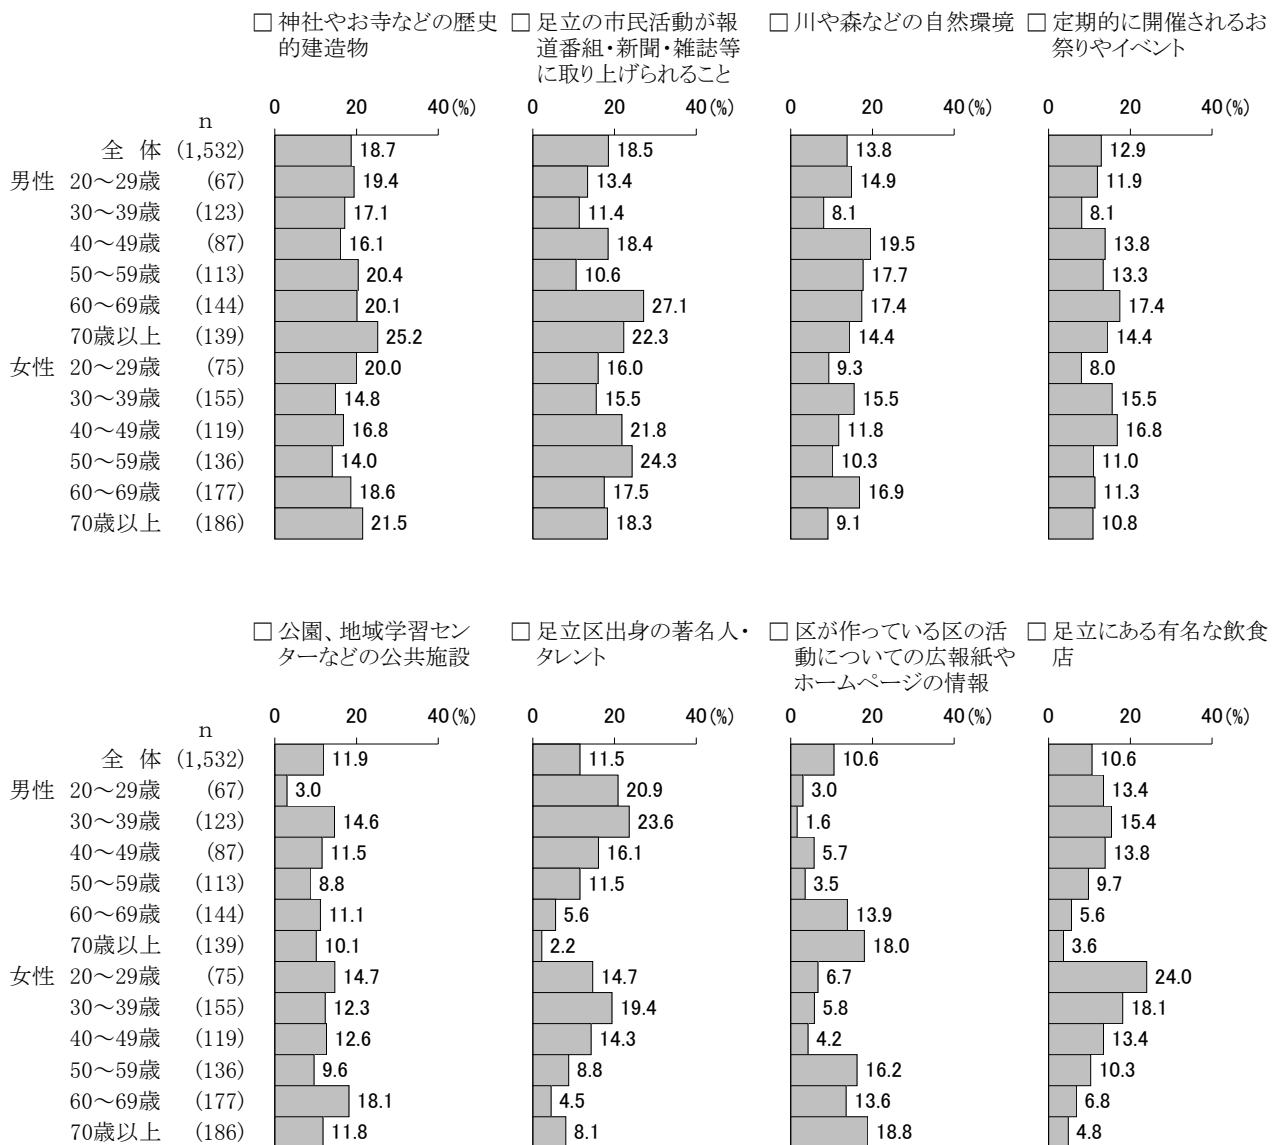 □ 神社やお寺などの歴史 □ 足立の市民活動が報 □ 川や森などの自然環境 □ 定期的に開催されるお
的建造物 道番組・新聞・雑誌等 祭りやイベント
に取り上げられること
0 20 40(%) 0 20 40(%) 0 20 40(%) 0 20 40(%)
n
全 体 (1,532) 18.7 18.5 13.8 12.9
男性 20～29歳 (67) 19.4 13.4 14.9 11.9
30～39歳 (123) 17.1 11.4 8.1 8.1
40～49歳 (87) 16.1 18.4 19.5 13.8
50～59歳 (113) 20.4 10.6 17.7 13.3
60～69歳 (144) 20.1 27.1 17.4 17.4
70歳以上 (139) 25.2 22.3 14.4 14.4
女性 20～29歳 (75) 20.0 16.0 9.3 8.0
30～39歳 (155) 14.8 15.5 15.5 15.5
40～49歳 (119) 16.8 21.8 11.8 16.8
50～59歳 (136) 14.0 24.3 10.3 11.0
60～69歳 (177) 18.6 17.5 16.9 11.3
70歳以上 (186) 21.5 18.3 9.1 10.8
□ 公園、地域学習セン □ 足立区出身の著名人・ □ 区が作っている区の活 □ 足立にある有名な飲食
ターなどの公共施設 タレント 動についての広報紙や 店
ホームページの情報
0 20 40(%) 0 20 40(%) 0 20 40(%) 0 20 40(%)
n
全 体 (1,532) 11.9 11.5 10.6 10.6
男性 20～29歳 (67) 3.0 20.9 3.0 13.4
30～39歳 (123) 14.6 23.6 1.6 15.4
40～49歳 (87) 11.5 16.1 5.7 13.8
50～59歳 (113) 8.8 11.5 3.5 9.7
60～69歳 (144) 11.1 5.6 13.9 5.6
70歳以上 (139) 10.1 2.2 18.0 3.6
女性 20～29歳 (75) 14.7 14.7 6.7 24.0
30～39歳 (155) 12.3 19.4 5.8 18.1
40～49歳 (119) 12.6 14.3 4.2 13.4
50～59歳 (136) 9.6 8.8 16.2 10.3
60～69歳 (177) 18.1 4.5 13.6 6.8
70歳以上 (186) 11.8 8.1 18.8 4.8